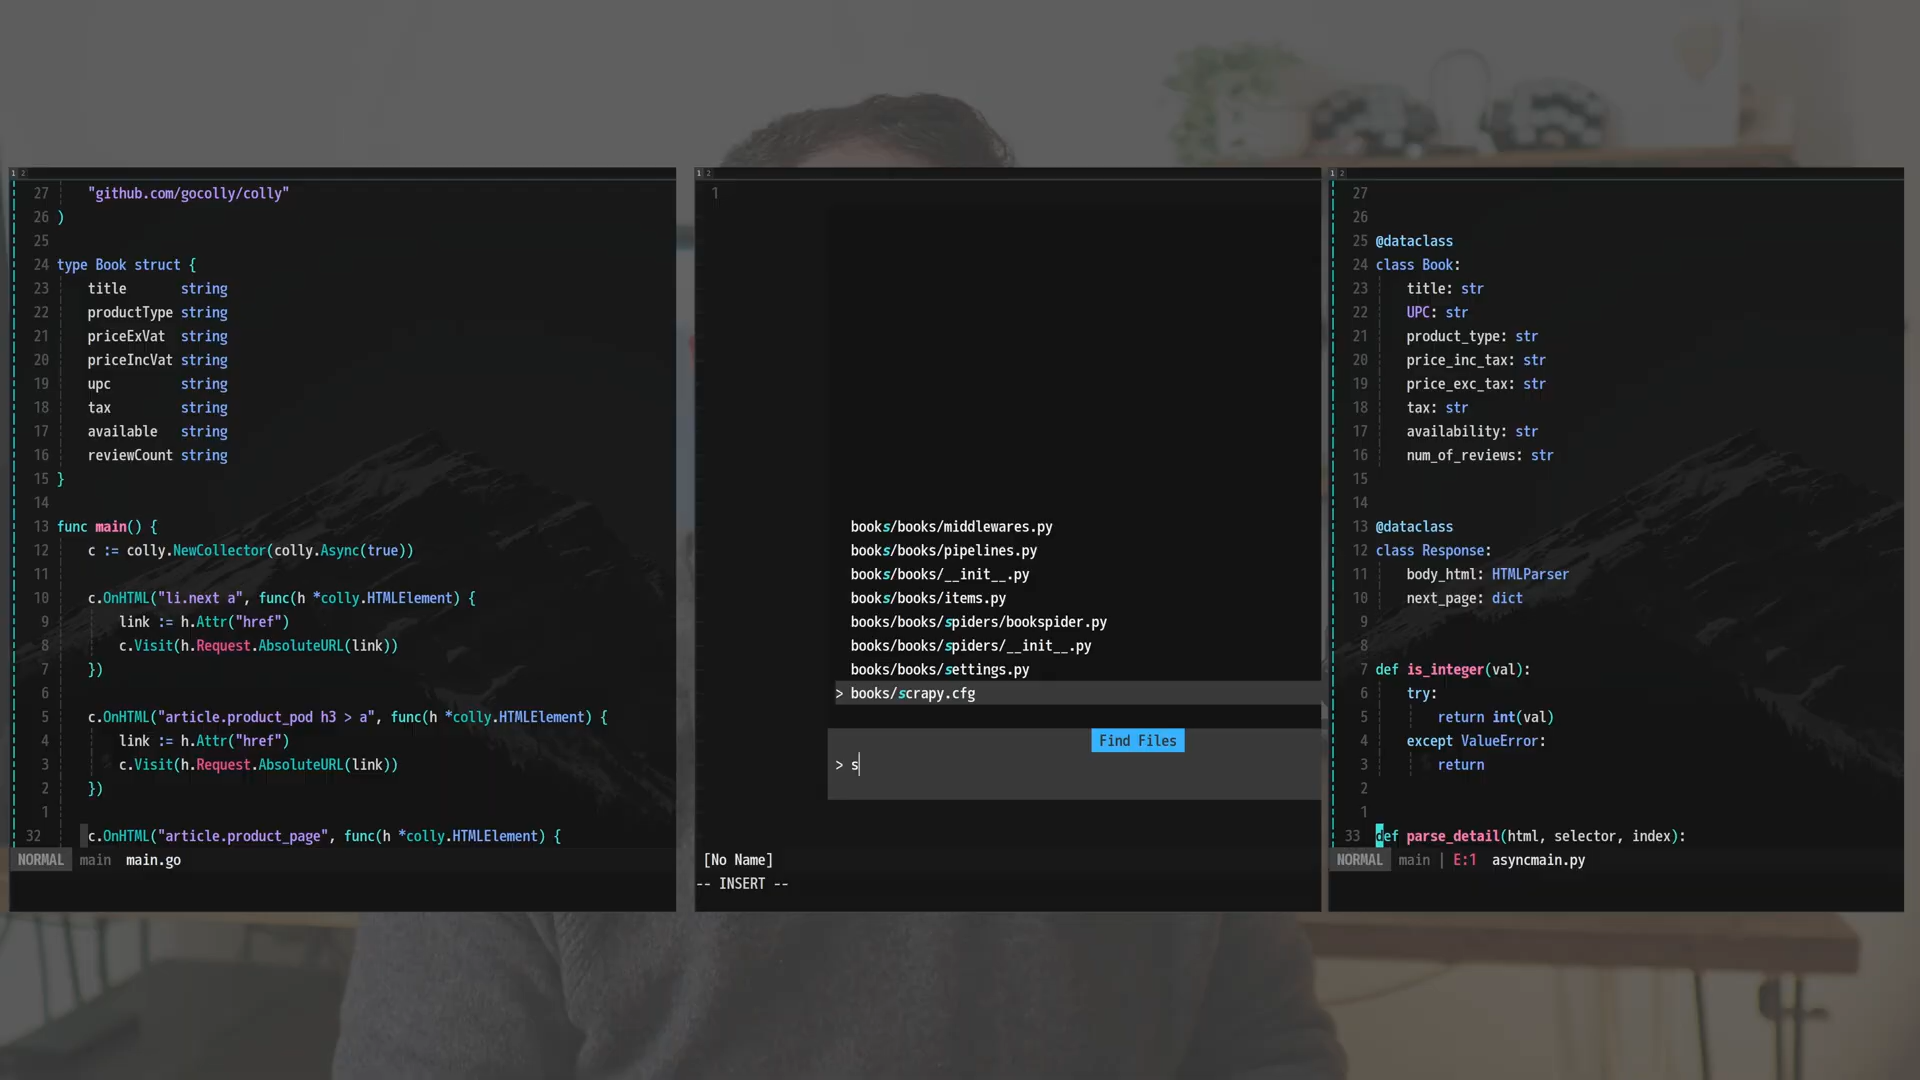 1 2
27 "github.com/gocolly/colly"
26 )
25
24 type Book struct {
23 title string
22 productType string
21 priceExVat string
20 priceIncVat string
19 upc string
18 tax string
17 available string
16 reviewCount string
15 }
14
13 func main() {
12 c := colly.NewCollector(colly.Async(true))
11
10 c.OnHTML("li.next a", func(h *colly.HTMLElement) {
9 link := h.Attr("href")
8 c.Visit(h.Request.AbsoluteURL(link))
7 })
6
5 c.OnHTML("article.product_pod h3 > a", func(h *colly.HTMLElement) {
4 link := h.Attr("href")
3 c.Visit(h.Request.AbsoluteURL(link))
2 })
1
32 c.OnHTML("article.product_page", func(h *colly.HTMLElement) {
NORMAL main main.go
1 2
1
books/books/middlewares.py
books/books/pipelines.py
books/books/__init__.py
books/books/items.py
books/books/spiders/bookspider.py
books/books/spiders/__init__.py
books/books/settings.py
> books/scrapy.cfg
Find Files
> s
[No Name]
-- INSERT --
1 2
27
26
25 @dataclass
24 class Book:
23 title: str
22 UPC: str
21 product_type: str
20 price_inc_tax: str
19 price_exc_tax: str
18 tax: str
17 availability: str
16 num_of_reviews: str
15
14
13 @dataclass
12 class Response:
11 body_html: HTMLParser
10 next_page: dict
9
8
7 def is_integer(val):
6 try:
5 return int(val)
4 except ValueError:
3 return
2
1
33 def parse_detail(html, selector, index):
NORMAL main | E:1 asyncmain.py